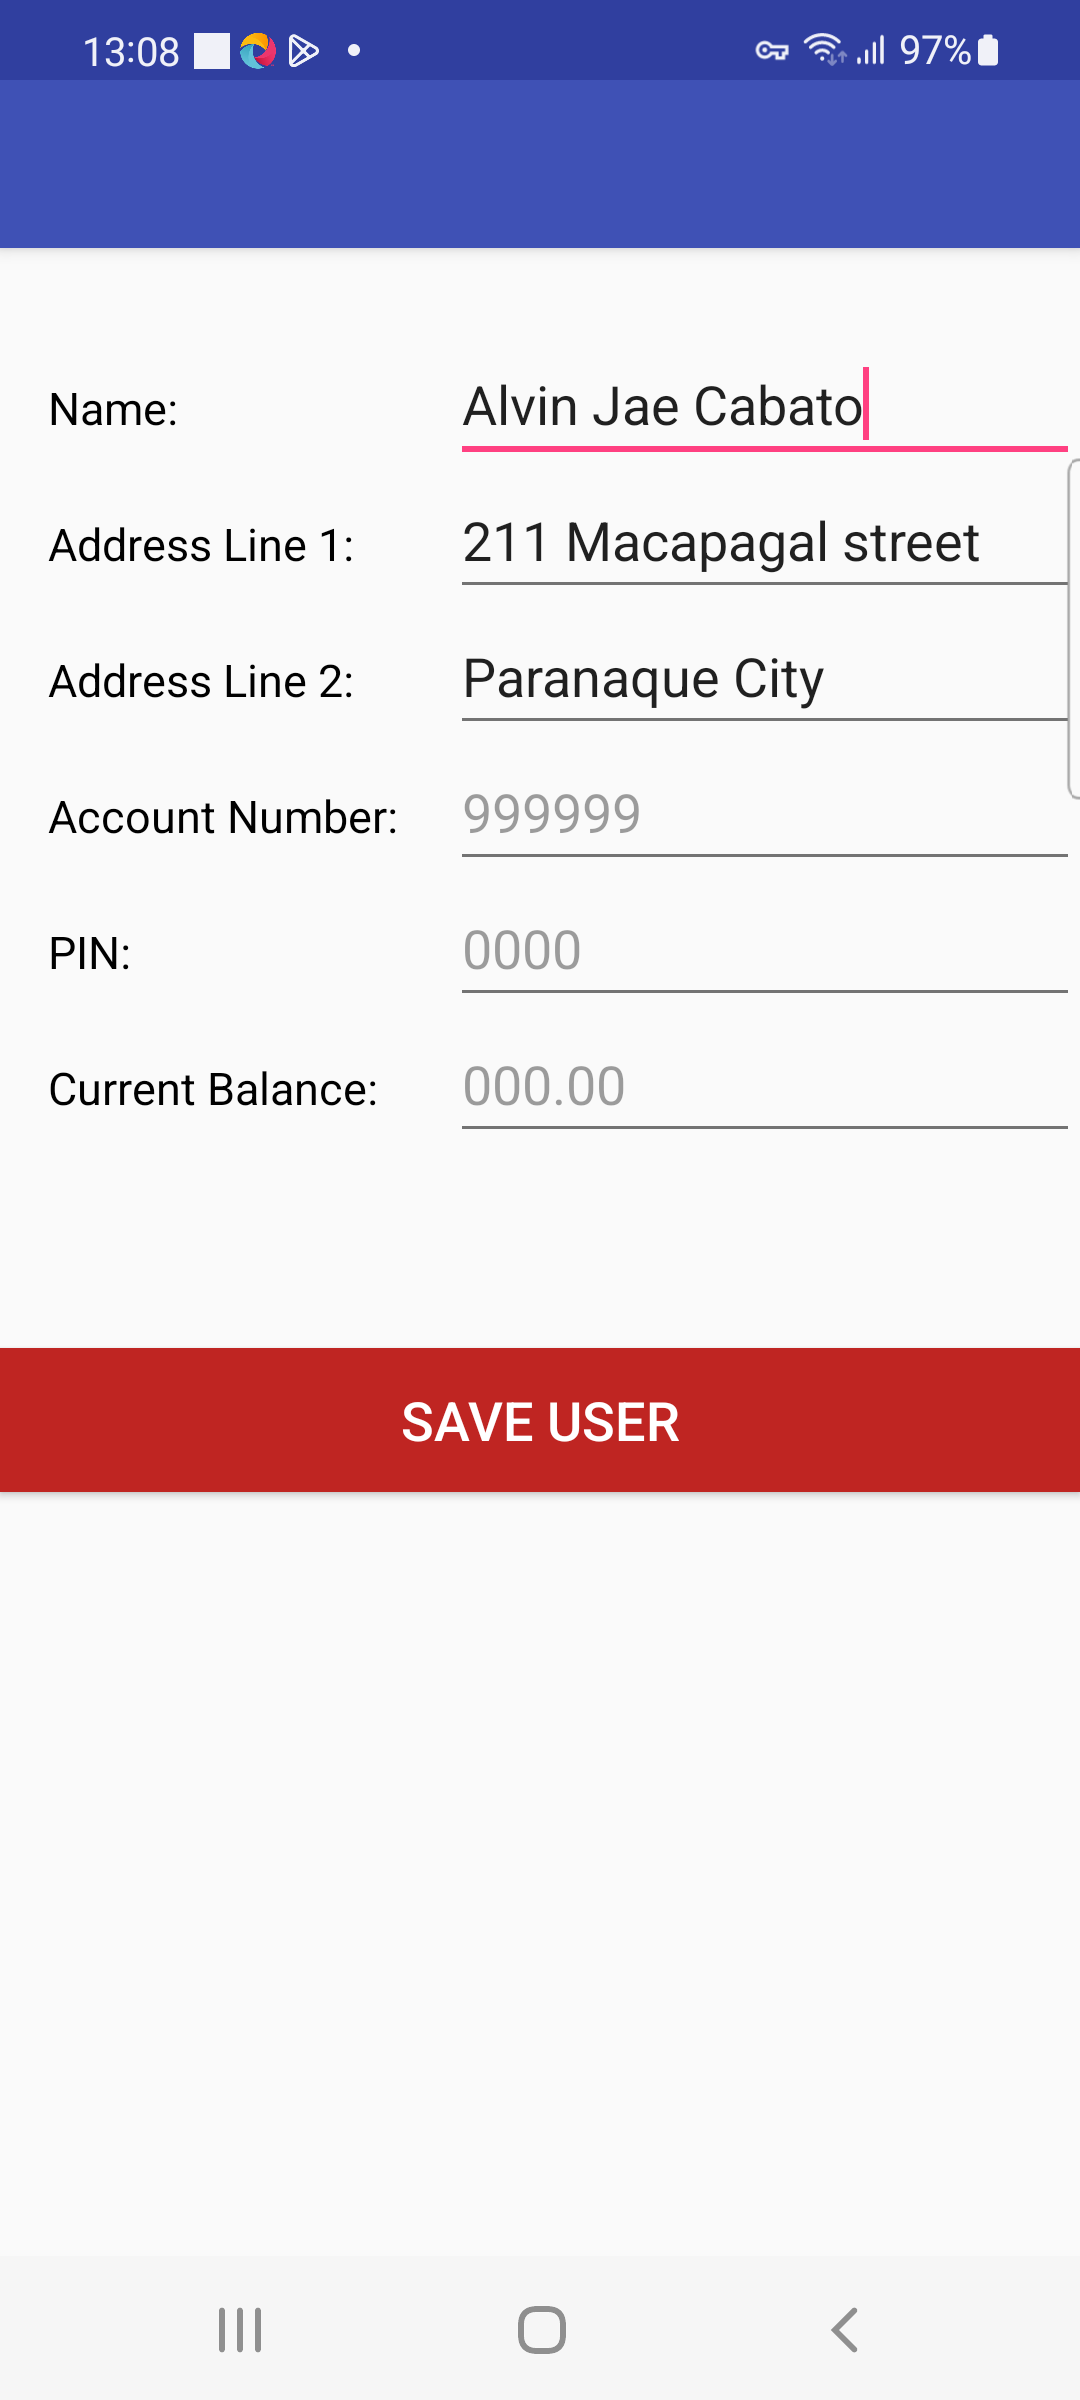 13:08
97%
Name: Alvin Jae Cabato
Address Line 1: 211 Macapagal street
Address Line 2: Paranaque City
Account Number: 999999
PIN: 0000
Current Balance: 000.00
SAVE USER